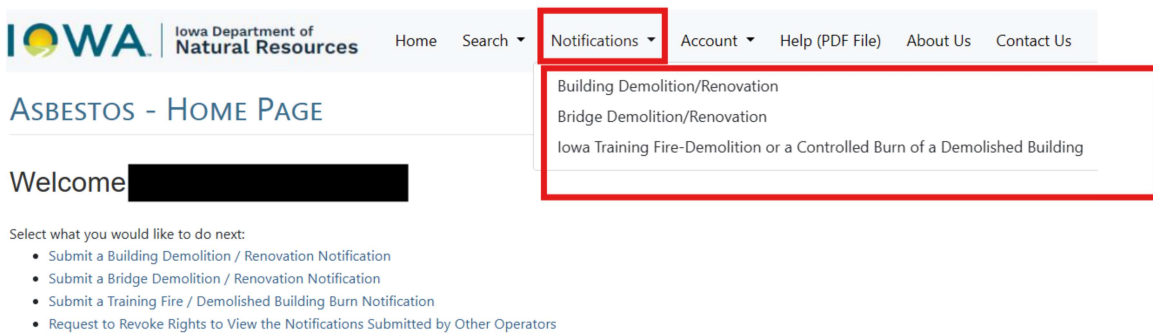 IOWA
Iowa Department of
Natural Resources
Home Search Notifications Account Help (PDF File) About Us Contact Us
Building Demolition/Renovation
Bridge Demolition/Renovation
Iowa Training Fire-Demolition or a Controlled Burn of a Demolished Building
ASBESTOS - HOME PAGE
Welcome
Select what you would like to do next:
• Submit a Building Demolition / Renovation Notification
• Submit a Bridge Demolition / Renovation Notification
• Submit a Training Fire / Demolished Building Burn Notification
• Request to Revoke Rights to View the Notifications Submitted by Other Operators